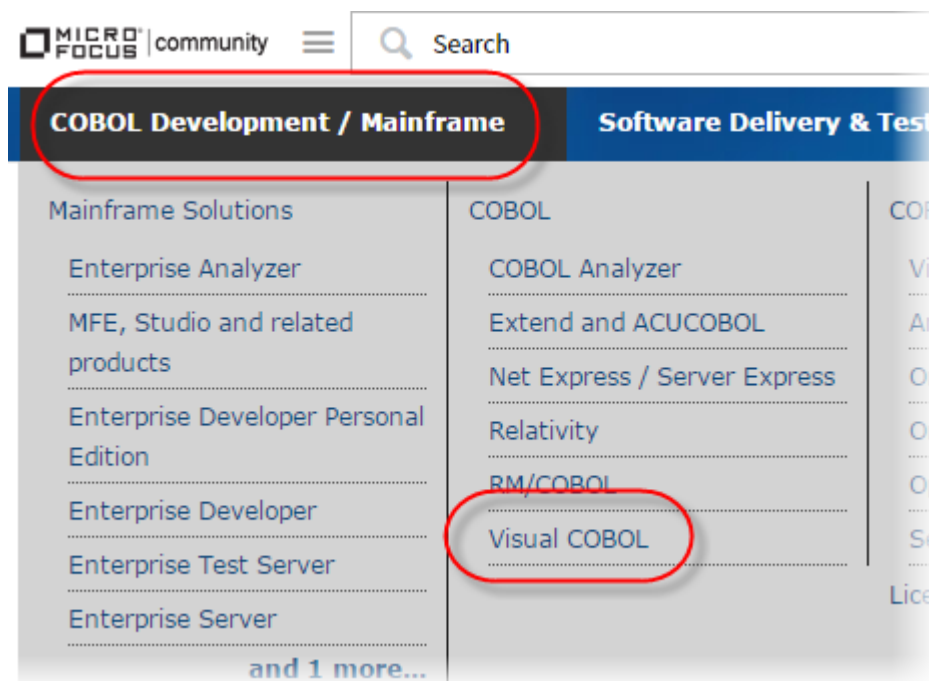 MICRO FOCUS | community
Search
COBOL Development / Mainframe
Software Delivery & Test
Mainframe Solutions
Enterprise Analyzer
MFE, Studio and related
products
Enterprise Developer Personal
Edition
Enterprise Developer
Enterprise Test Server
Enterprise Server
and 1 more...
COBOL
COBOL Analyzer
Extend and ACUCOBOL
Net Express / Server Express
Relativity
RM/COBOL
Visual COBOL